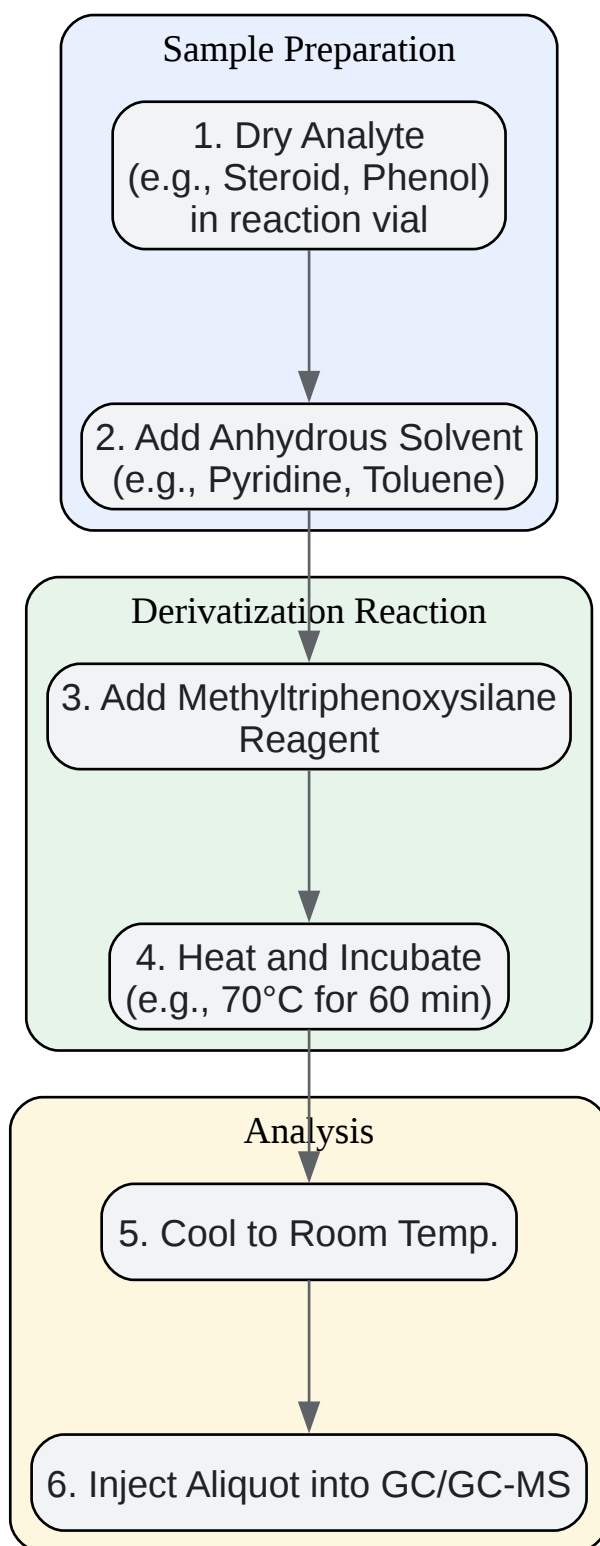 Sample Preparation
1. Dry Analyte
(e.g., Steroid, Phenol)
in reaction vial
2. Add Anhydrous Solvent
(e.g., Pyridine, Toluene)
Derivatization Reaction
3. Add Methyltriphenoxysilane
Reagent
4. Heat and Incubate
(e.g., 70°C for 60 min)
Analysis
5. Cool to Room Temp.
6. Inject Aliquot into GC/GC-MS